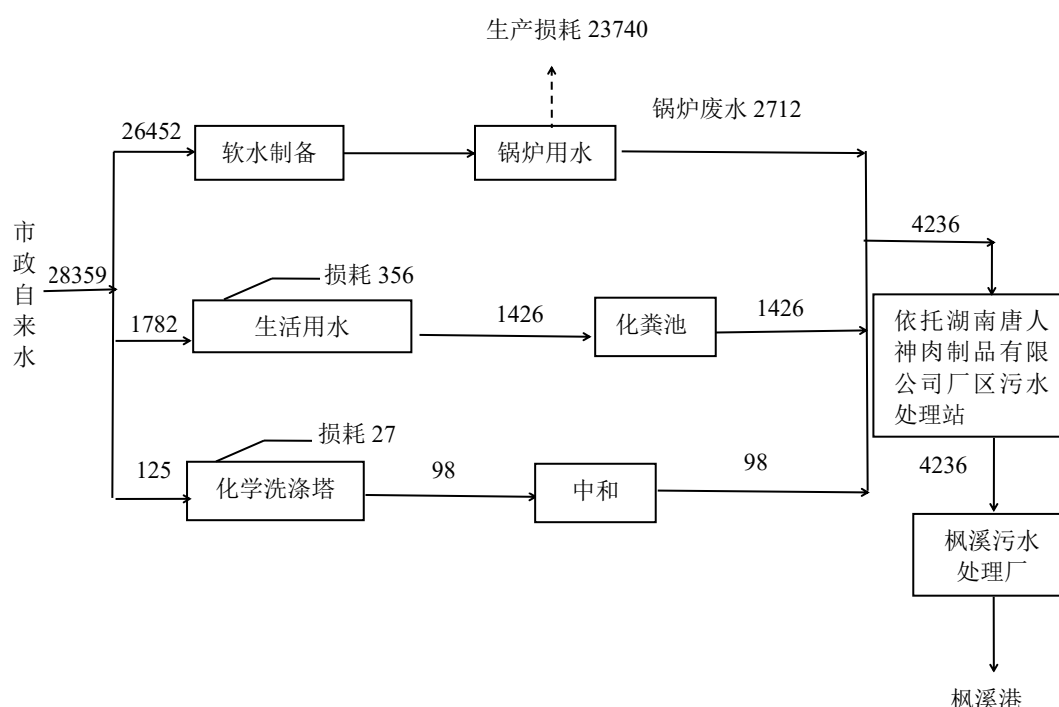 生产损耗 23740
锅炉废水 2712
26452
软水制备
锅炉用水
4236
市政自来水
28359
损耗 356
1782
生活用水
1426
化粪池
1426
依托湖南唐人
神肉制品有限
公司厂区污水
处理站
损耗 27
125
化学洗涤塔
98
中和
98
4236
枫溪污水
处理厂
枫溪港